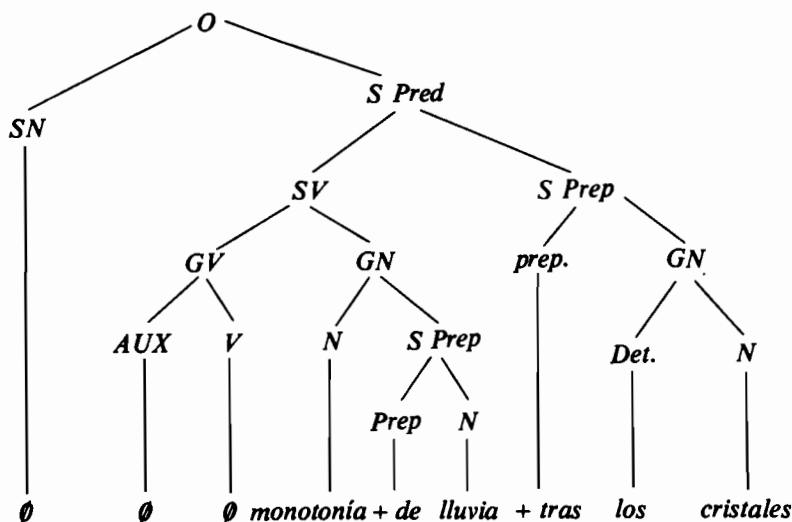 O
S Pred
SN
SV S Prep
GV GN prep. GN
AUX V N S Prep Det. N
Prep N
∅ ∅ ∅ monotonía + de lluvia + tras los cristales